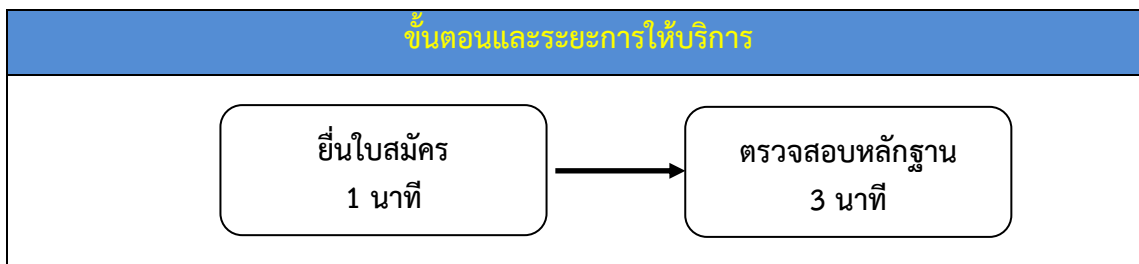 ขั้นตอนและระยะการให้บริการ
ยื่นใบสมัคร
1 นาที
ตรวจสอบหลักฐาน
3 นาที